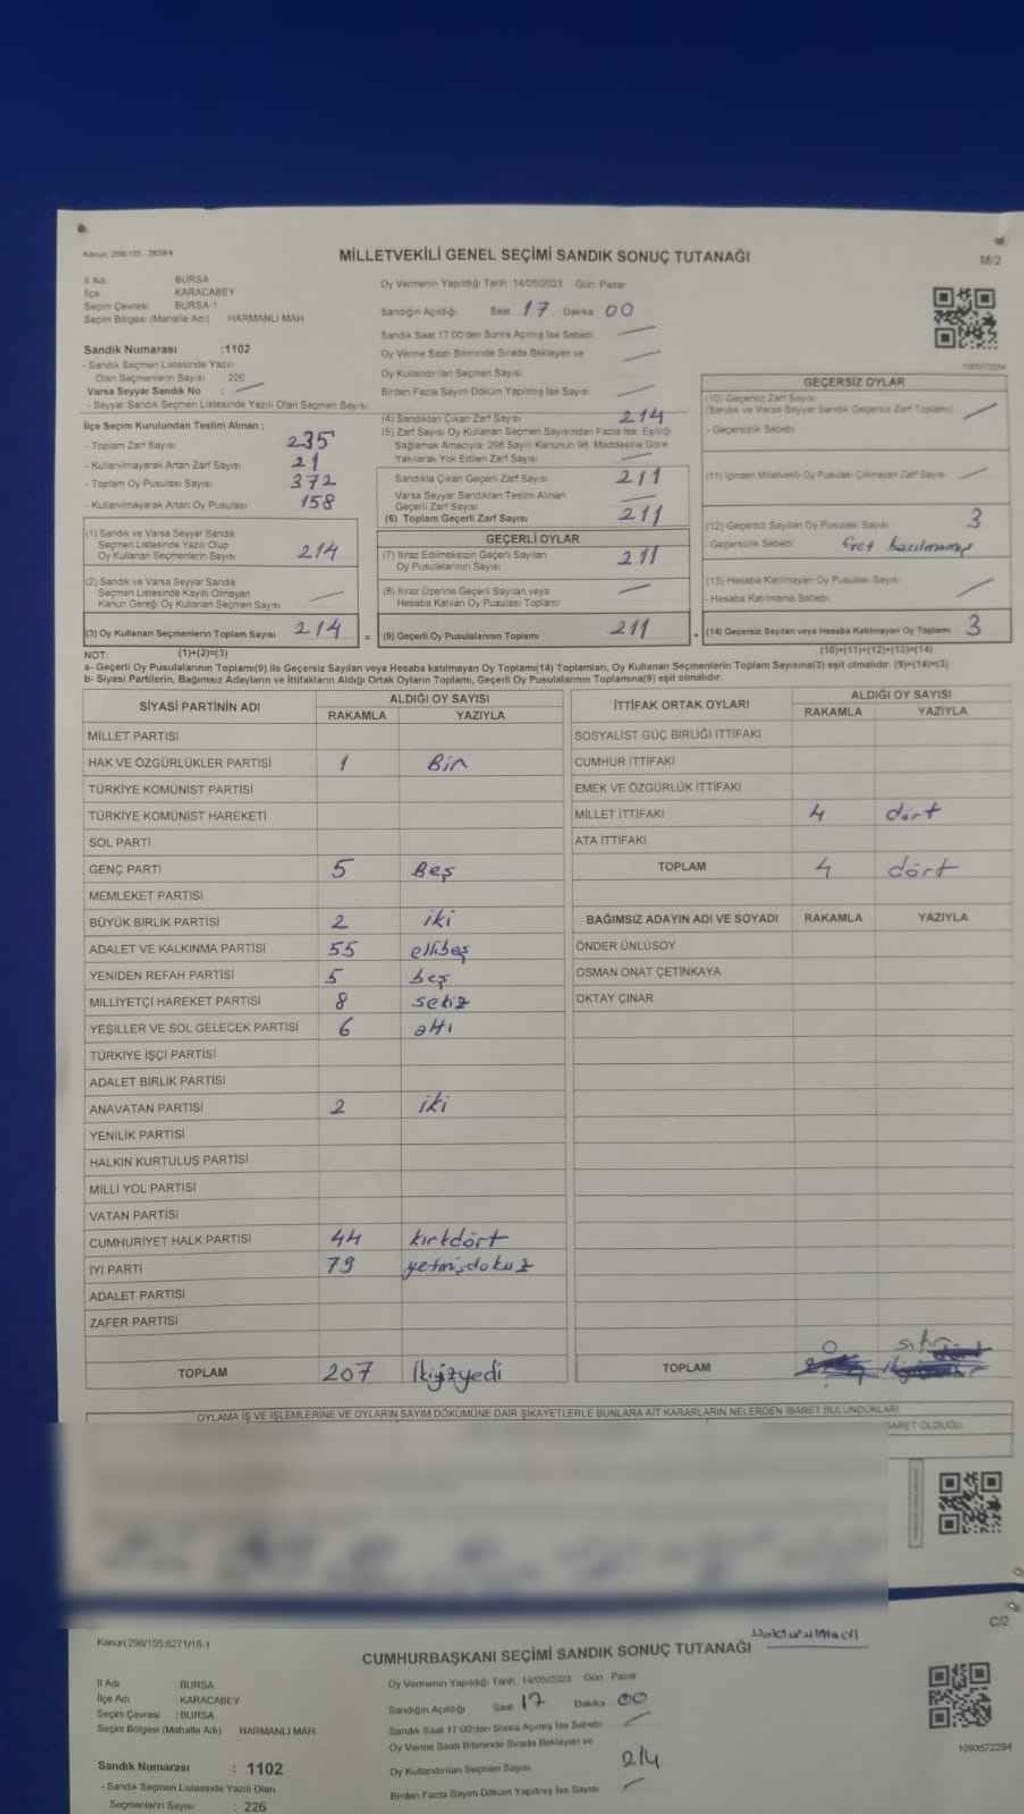 MİLLETVEKİLİ GENEL SEÇİMİ SANDIK SONUÇ TUTANAĞI
M/2
İl Adı BURSA
İlçe KARACABEY
Seçim Çevresi BURSA-1
Seçim Bölgesi (Mahalle Adı) HARMANLI MAH.
Sandık Numarası :1102
- Sandık Seçmen Listesinde Yazılı
Olan Seçmenlerin Sayısı 226
Varsa Seyyar Sandık No :
- Seyyar Sandık Seçmen Listesinde Yazılı Olan Seçmen Sayısı
Oy Vermenin Yapıldığı Tarih: 14/05/2023 Gün: Pazar
Sandığın Açıldığı Saat 17 Dakika 00
Sandık Saat 17:00'den Sonra Açılmış İse Sebebi
Oy Verme Saati Bitiminde Sırada Bekleyen ve
Oy Kullandırılan Seçmen Sayısı
Birden Fazla Sayım Döküm Yapılmış İse Sayısı
İlçe Seçim Kurulundan Teslim Alınan :
- Toplam Zarf Sayısı 235
- Kullanılmayarak Artan Zarf Sayısı 21
- Toplam Oy Pusulası Sayısı 372
- Kullanılmayarak Artan Oy Pusulası 158
(4) Sandıktan Çıkan Zarf Sayısı 214
(5) Zarf Sayısı Oy Kullanan Seçmen Sayısından Fazla İse, Eşitliği
Sağlamak Amacıyla 298 Sayılı Kanunun 98. Maddesine Göre
Yakılarak Yok Edilen Zarf Sayısı
Sandıkta Çıkan Geçerli Zarf Sayısı 211
Varsa Seyyar Sandıktan Teslim Alınan
Geçerli Zarf Sayısı
(6) Toplam Geçerli Zarf Sayısı 211
GEÇERSİZ OYLAR
(10) Geçersiz Zarf Sayısı
(Sandık ve Varsa Seyyar Sandık Geçersiz Zarf Toplamı)
- Geçersizlik Sebebi
(11) İçinden Milletvekili Oy Pusulası Çıkmayan Zarf Sayısı
(12) Geçersiz Sayılan Oy Pusulası Sayısı 3
- Geçersizlik Sebebi
(13) Hesaba Katılmayan Oy Pusulası Sayısı
- Hesaba Katılmama Sebebi
(14) Geçersiz Sayılan veya Hesaba Katılmayan Oy Toplamı 3
(10)+(11)+(12)+(13)=(14)
(1) Sandık ve Varsa Seyyar Sandık
Seçmen Listesinde Yazılı Olup
Oy Kullanan Seçmenlerin Sayısı 214
(2) Sandık ve Varsa Seyyar Sandık
Seçmen Listesinde Kayıtlı Olmayan
Kanun Gereği Oy Kullanan Seçmen Sayısı
(3) Oy Kullanan Seçmenlerin Toplam Sayısı 214 =
GEÇERLİ OYLAR
(7) İtiraz Edilmeksizin Geçerli Sayılan
Oy Pusulalarının Sayısı 211
(8) İtiraz Üzerine Geçerli Sayılan veya
Hesaba Katılan Oy Pusulası Toplamı
(9) Geçerli Oy Pusulalarının Toplamı 211 +
NOT: (1)+(2)=(3)
a- Geçerli Oy Pusulalarının Toplamı(9) ile Geçersiz Sayılan veya Hesaba katılmayan Oy Toplamı(14) Toplamları, Oy Kullanan Seçmenlerin Toplam Sayısına(3) eşit olmalıdır. (9)+(14)=(3)
b- Siyasi Partilerin, Bağımsız Adayların ve İttifakların Aldığı Ortak Oyların Toplamı, Geçerli Oy Pusulalarının Toplamına(9) eşit olmalıdır.
SİYASİ PARTİNİN ADI ALDIĞI OY SAYISI
RAKAMLA YAZIYLA
MİLLET PARTİSİ
HAK VE ÖZGÜRLÜKLER PARTİSİ 1 Bir
TÜRKİYE KOMÜNİST PARTİSİ
TÜRKİYE KOMÜNİST HAREKETİ
SOL PARTİ
GENÇ PARTİ 5 Beş
MEMLEKET PARTİSİ
BÜYÜK BİRLİK PARTİSİ 2 iki
ADALET VE KALKINMA PARTİSİ 55 ellibeş
YENİDEN REFAH PARTİSİ 5 beş
MİLLİYETÇİ HAREKET PARTİSİ 8 sekiz
YEŞİLLER VE SOL GELECEK PARTİSİ 6 altı
TÜRKİYE İŞÇİ PARTİSİ
ADALET BİRLİK PARTİSİ
ANAVATAN PARTİSİ 2 iki
YENİLİK PARTİSİ
HALKIN KURTULUŞ PARTİSİ
MİLLİ YOL PARTİSİ
VATAN PARTİSİ
CUMHURİYET HALK PARTİSİ 44 kırkdört
İYİ PARTİ 79 yetmişdokuz
ADALET PARTİSİ
ZAFER PARTİSİ
TOPLAM 207 İkiyüzyedi
İTTİFAK ORTAK OYLARI ALDIĞI OY SAYISI
RAKAMLA YAZIYLA
SOSYALİST GÜÇ BİRLİĞİ İTTİFAKI
CUMHUR İTTİFAKI
EMEK VE ÖZGÜRLÜK İTTİFAKI
MİLLET İTTİFAKI 4 dört
ATA İTTİFAKI
TOPLAM 4 dört
BAĞIMSIZ ADAYIN ADI VE SOYADI RAKAMLA YAZIYLA
ÖNDER ÜNLÜSOY
OSMAN ONAT ÇETİNKAYA
OKTAY ÇINAR
TOPLAM 0 sıfır
OYLAMA İŞ VE İŞLEMLERİNE VE OYLARIN SAYIM DÖKÜMÜNE DAİR ŞİKAYETLERLE BUNLARA AİT KARARLARIN NELERDEN İBARET BULUNDUKLARI
C/2
CUMHURBAŞKANI SEÇİMİ SANDIK SONUÇ TUTANAĞI
İl Adı BURSA
İlçe Adı KARACABEY
Seçim Çevresi : BURSA
Seçim Bölgesi (Mahalle Adı) HARMANLI MAH.
Sandık Numarası : 1102
- Sandık Seçmen Listesinde Yazılı Olan
Seçmenlerin Sayısı : 226
Oy Vermenin Yapıldığı Tarih: 14/05/2023 Gün: Pazar
Sandığın Açıldığı Saat 17 Dakika 00
Sandık Saat 17:00'den Sonra Açılmış İse Sebebi
Oy Verme Saati Bitiminde Sırada Bekleyen ve
Oy Kullandırılan Seçmen Sayısı 214
Birden Fazla Sayım Döküm Yapılmış İse Sayısı